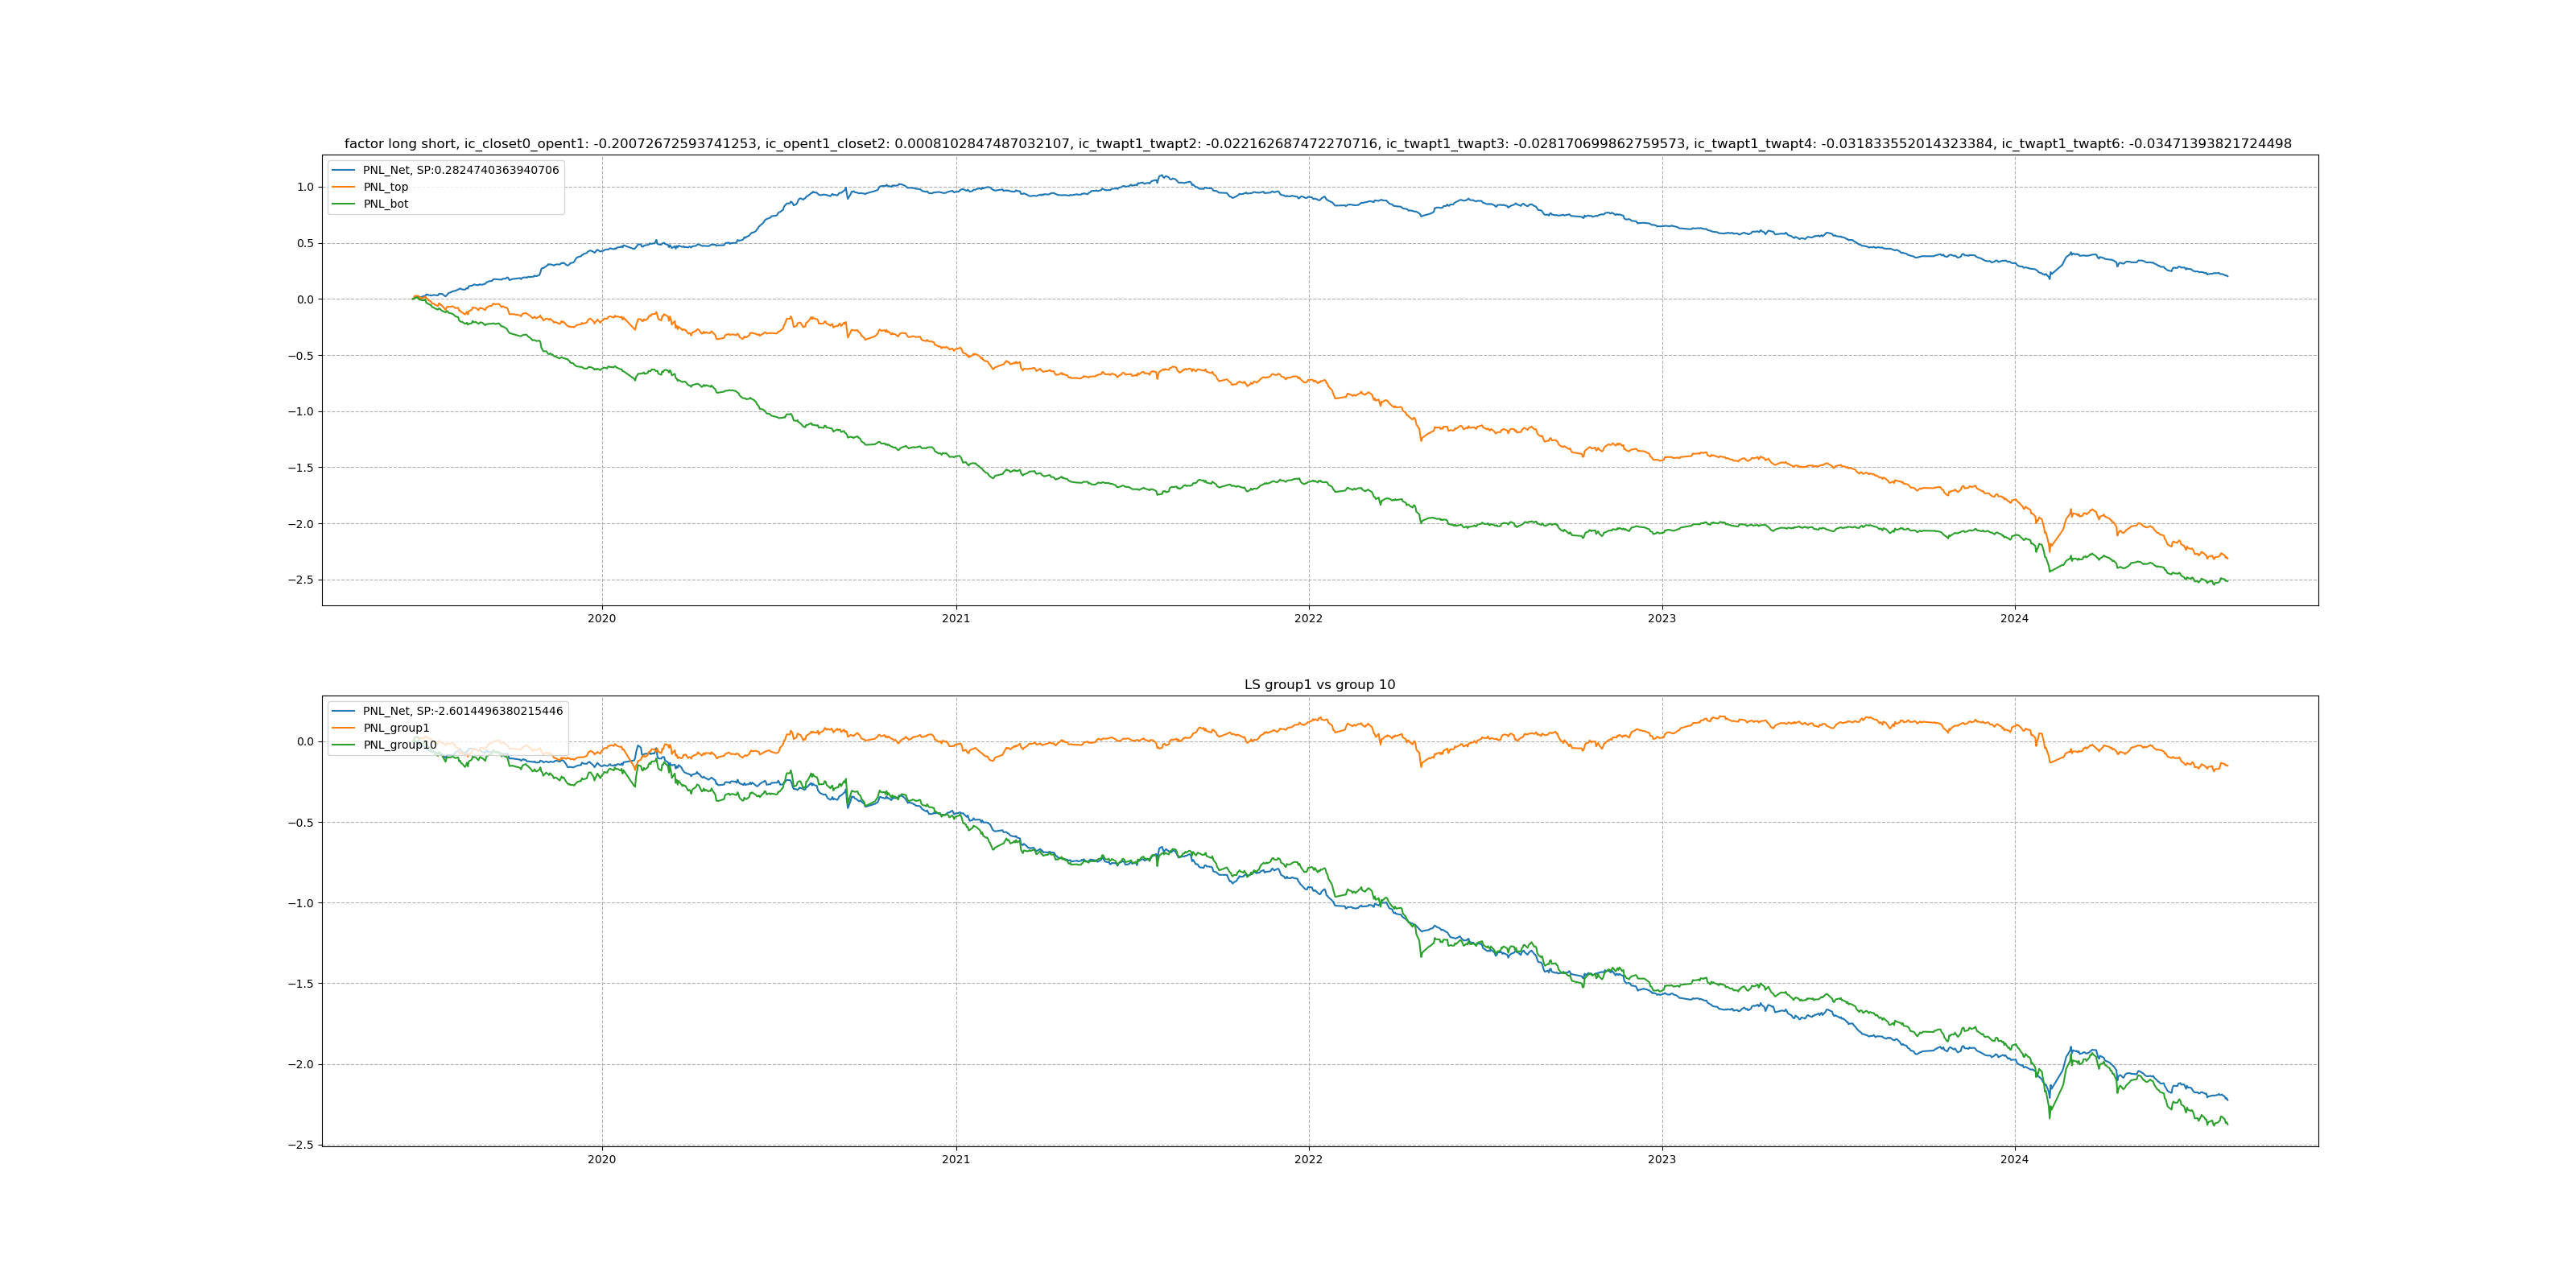 factor long short, ic_closet0_opent1: -0.20072672593741253, ic_opent1_closet2: 0.0008102847487032107, ic_twapt1_twapt2: -0.022162687472270716, ic_twapt1_twapt3: -0.028170699862759573, ic_twapt1_twapt4: -0.031833552014323384, ic_twapt1_twapt6: -0.03471393821724498
PNL_Net, SP:0.2824740363940706
PNL_top
PNL_bot
1.0
0.5
0.0
−0.5
−1.0
−1.5
−2.0
−2.5
2020 2021 2022 2023 2024
LS group1 vs group 10
PNL_Net, SP:-2.6014496380215446
PNL_group1
PNL_group10
0.0
−0.5
−1.0
−1.5
−2.0
−2.5
2020 2021 2022 2023 2024